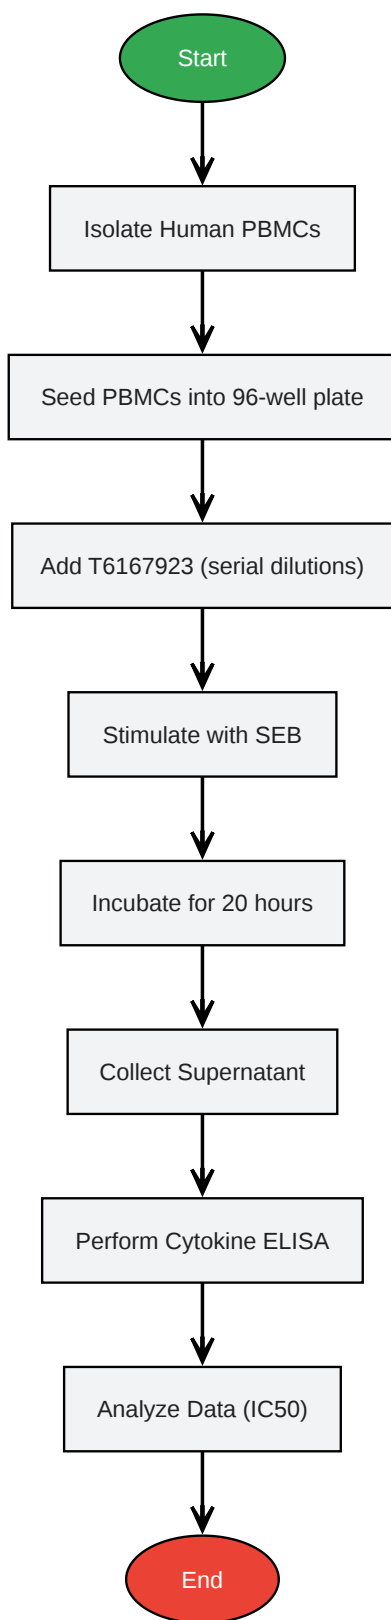 Start
Isolate Human PBMCs
Seed PBMCs into 96-well plate
Add T6167923 (serial dilutions)
Stimulate with SEB
Incubate for 20 hours
Collect Supernatant
Perform Cytokine ELISA
Analyze Data (IC50)
End